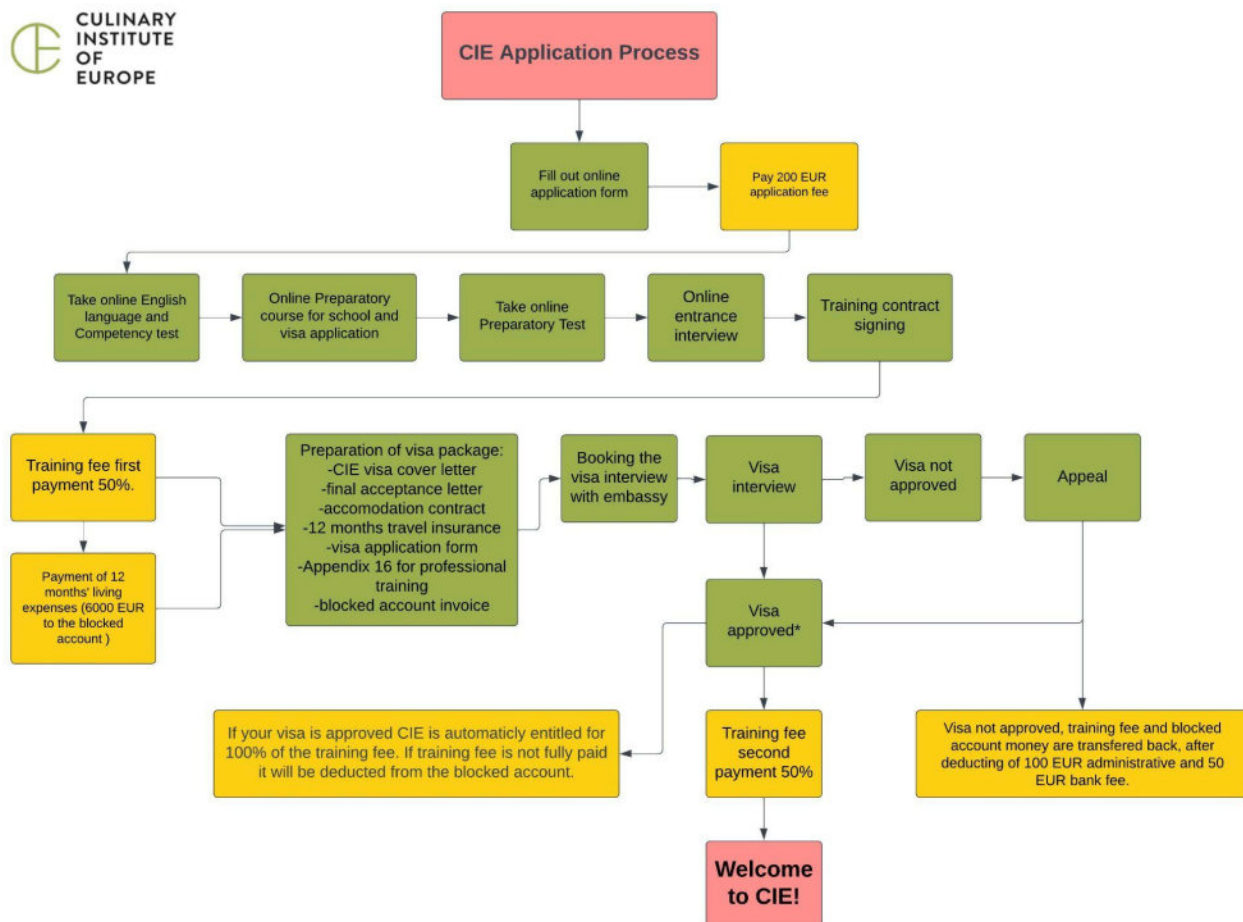 CULINARY
INSTITUTE
OF
EUROPE
CIE Application Process
Fill out online
application form
Pay 200 EUR
application fee
Take online English
language and
Competency test
Online Preparatory
course for school and
visa application
Take online
Preparatory Test
Online
entrance
interview
Training contract
signing
Training fee first
payment 50%.
Payment of 12
months' living
expenses (6000 EUR
to the blocked
account )
Preparation of visa package:
-CIE visa cover letter
-final acceptance letter
-accomodation contract
-12 months travel insurance
-visa application form
-Appendix 16 for professional
training
-blocked account invoice
Booking the
visa interview
with embassy
Visa
interview
Visa not
approved
Appeal
Visa
approved*
If your visa is approved CIE is automaticly entitled for
100% of the training fee. If training fee is not fully paid
it will be deducted from the blocked account.
Training fee
second
payment 50%
Visa not approved, training fee and blocked
account money are transfered back, after
deducting of 100 EUR administrative and 50
EUR bank fee.
Welcome
to CIE!